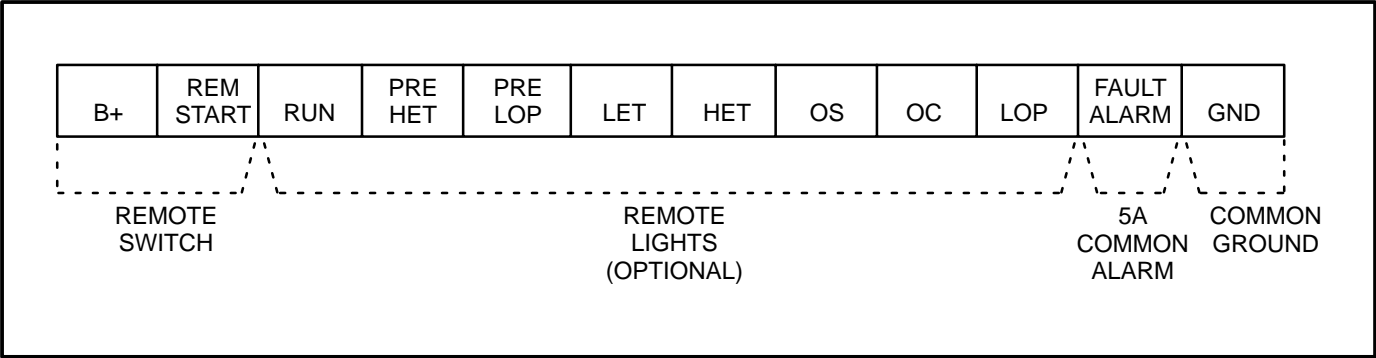 B+
REM
START
RUN
PRE
HET
PRE
LOP
LET
HET
OS
OC
LOP
FAULT
ALARM
GND
REMOTE
SWITCH
REMOTE
LIGHTS
(OPTIONAL)
5A
COMMON
ALARM
COMMON
GROUND